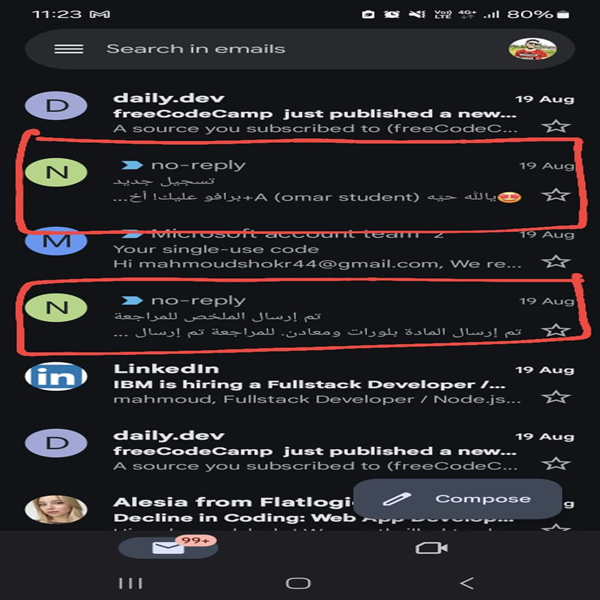 11:23
Vo) LTE 4G+ 80%
Search in emails
D
daily.dev
19 Aug
freeCodeCamp just published a new...
A source you subscribed to (freeCodeC...
N
no-reply
19 Aug
تسجيل جديد
...يالله حيّه A (omar student)+برافو عليك! أخ
M
Microsoft account team 2
19 Aug
Your single-use code
Hi mahmoudshokr44@gmail.com, We re...
N
no-reply
19 Aug
تم إرسال الملخص للمراجعة
تم إرسال المادة بلورات ومعادن. للمراجعة تم إرسال ...
in
LinkedIn
19 Aug
IBM is hiring a Fullstack Developer /...
mahmoud, Fullstack Developer / Node.js...
D
daily.dev
19 Aug
freeCodeCamp just published a new...
A source you subscribed to (freeCodeC...
Alesia from Flatlogi
Decline in Coding: Web App Develop...
Compose
99+